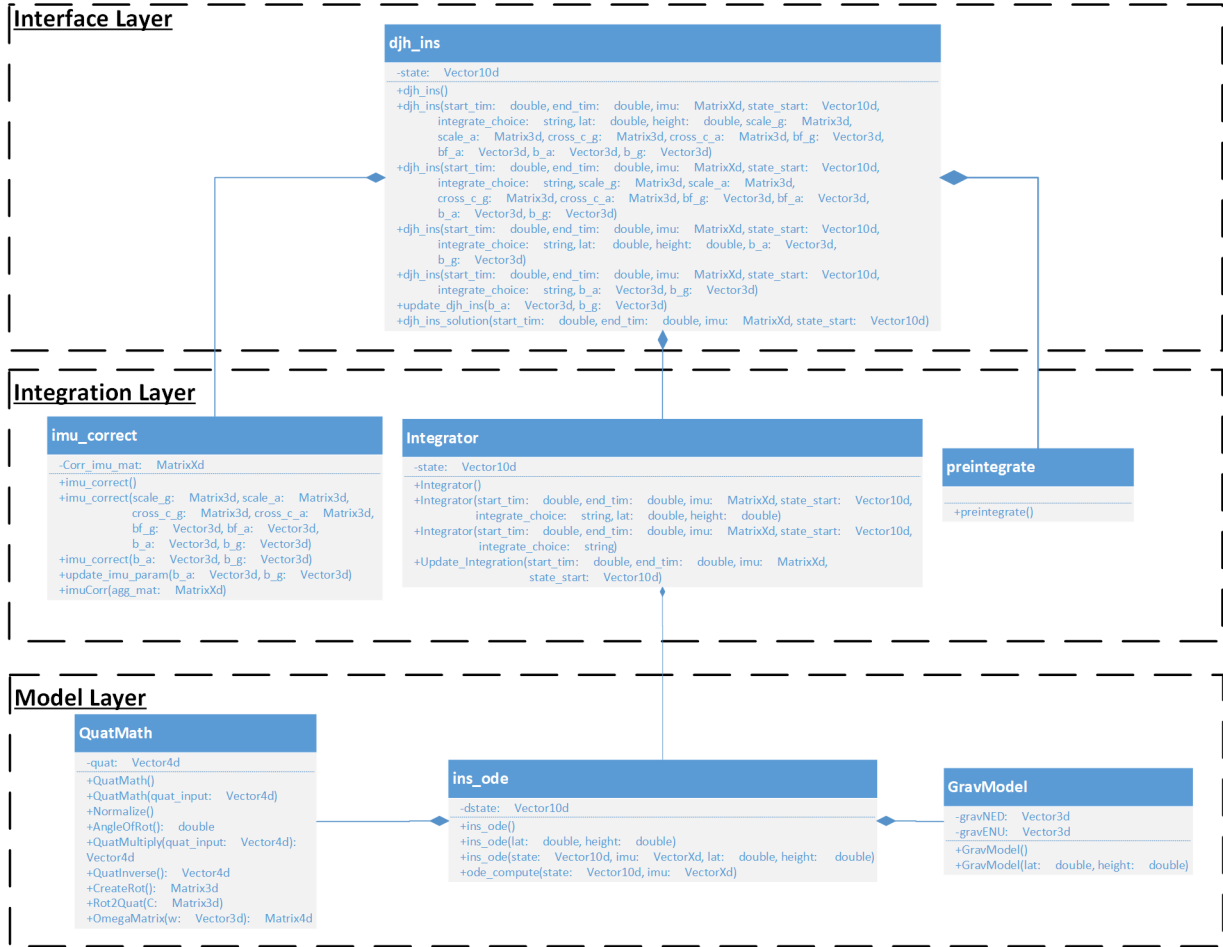 Interface Layer
djh_ins
-state: Vector10d
+djh_ins()
+djh_ins(start_tim: double, end_tim: double, imu: MatrixXd, state_start: Vector10d,
integrate_choice: string, lat: double, height: double, scale_g: Matrix3d,
scale_a: Matrix3d, cross_c_g: Matrix3d, cross_c_a: Matrix3d, bf_g: Vector3d,
bf_a: Vector3d, b_a: Vector3d, b_g: Vector3d)
+djh_ins(start_tim: double, end_tim: double, imu: MatrixXd, state_start: Vector10d,
integrate_choice: string, scale_g: Matrix3d, scale_a: Matrix3d,
cross_c_g: Matrix3d, cross_c_a: Matrix3d, bf_g: Vector3d, bf_a: Vector3d,
b_a: Vector3d, b_g: Vector3d)
+djh_ins(start_tim: double, end_tim: double, imu: MatrixXd, state_start: Vector10d,
integrate_choice: string, lat: double, height: double, b_a: Vector3d,
b_g: Vector3d)
+djh_ins(start_tim: double, end_tim: double, imu: MatrixXd, state_start: Vector10d,
integrate_choice: string, b_a: Vector3d, b_g: Vector3d)
+update_djh_ins(b_a: Vector3d, b_g: Vector3d)
+djh_ins_solution(start_tim: double, end_tim: double, imu: MatrixXd, state_start: Vector10d)
Integration Layer
imu_correct
-Corr_imu_mat: MatrixXd
+imu_correct()
+imu_correct(scale_g: Matrix3d, scale_a: Matrix3d,
cross_c_g: Matrix3d, cross_c_a: Matrix3d,
bf_g: Vector3d, bf_a: Vector3d,
b_a: Vector3d, b_g: Vector3d)
+imu_correct(b_a: Vector3d, b_g: Vector3d)
+update_imu_param(b_a: Vector3d, b_g: Vector3d)
+imuCorr(agg_mat: MatrixXd)
Integrator
-state: Vector10d
+Integrator()
+Integrator(start_tim: double, end_tim: double, imu: MatrixXd, state_start: Vector10d,
integrate_choice: string, lat: double, height: double)
+Integrator(start_tim: double, end_tim: double, imu: MatrixXd, state_start: Vector10d,
integrate_choice: string)
+Update_Integration(start_tim: double, end_tim: double, imu: MatrixXd,
state_start: Vector10d)
preintegrate
+preintegrate()
Model Layer
QuatMath
-quat: Vector4d
+QuatMath()
+QuatMath(quat_input: Vector4d)
+Normalize()
+AngleOfRot(): double
+QuatMultiply(quat_input: Vector4d):
Vector4d
+QuatInverse(): Vector4d
+CreateRot(): Matrix3d
+Rot2Quat(C: Matrix3d)
+OmegaMatrix(w: Vector3d): Matrix4d
ins_ode
-dstate: Vector10d
+ins_ode()
+ins_ode(lat: double, height: double)
+ins_ode(state: Vector10d, imu: VectorXd, lat: double, height: double)
+ode_compute(state: Vector10d, imu: VectorXd)
GravModel
-gravNED: Vector3d
-gravENU: Vector3d
+GravModel()
+GravModel(lat: double, height: double)